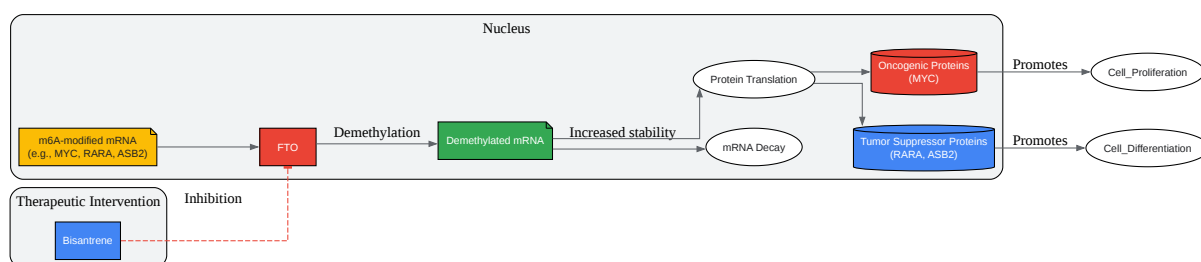 Nucleus
Oncogenic Proteins
(MYC)
Promotes
Cell_Proliferation
Protein Translation
m6A-modified mRNA
(e.g., MYC, RARA, ASB2)
FTO
Demethylation
Demethylated mRNA
Increased stability
mRNA Decay
Tumor Suppressor Proteins
(RARA, ASB2)
Promotes
Cell_Differentiation
Therapeutic Intervention
Inhibition
Bisantrene